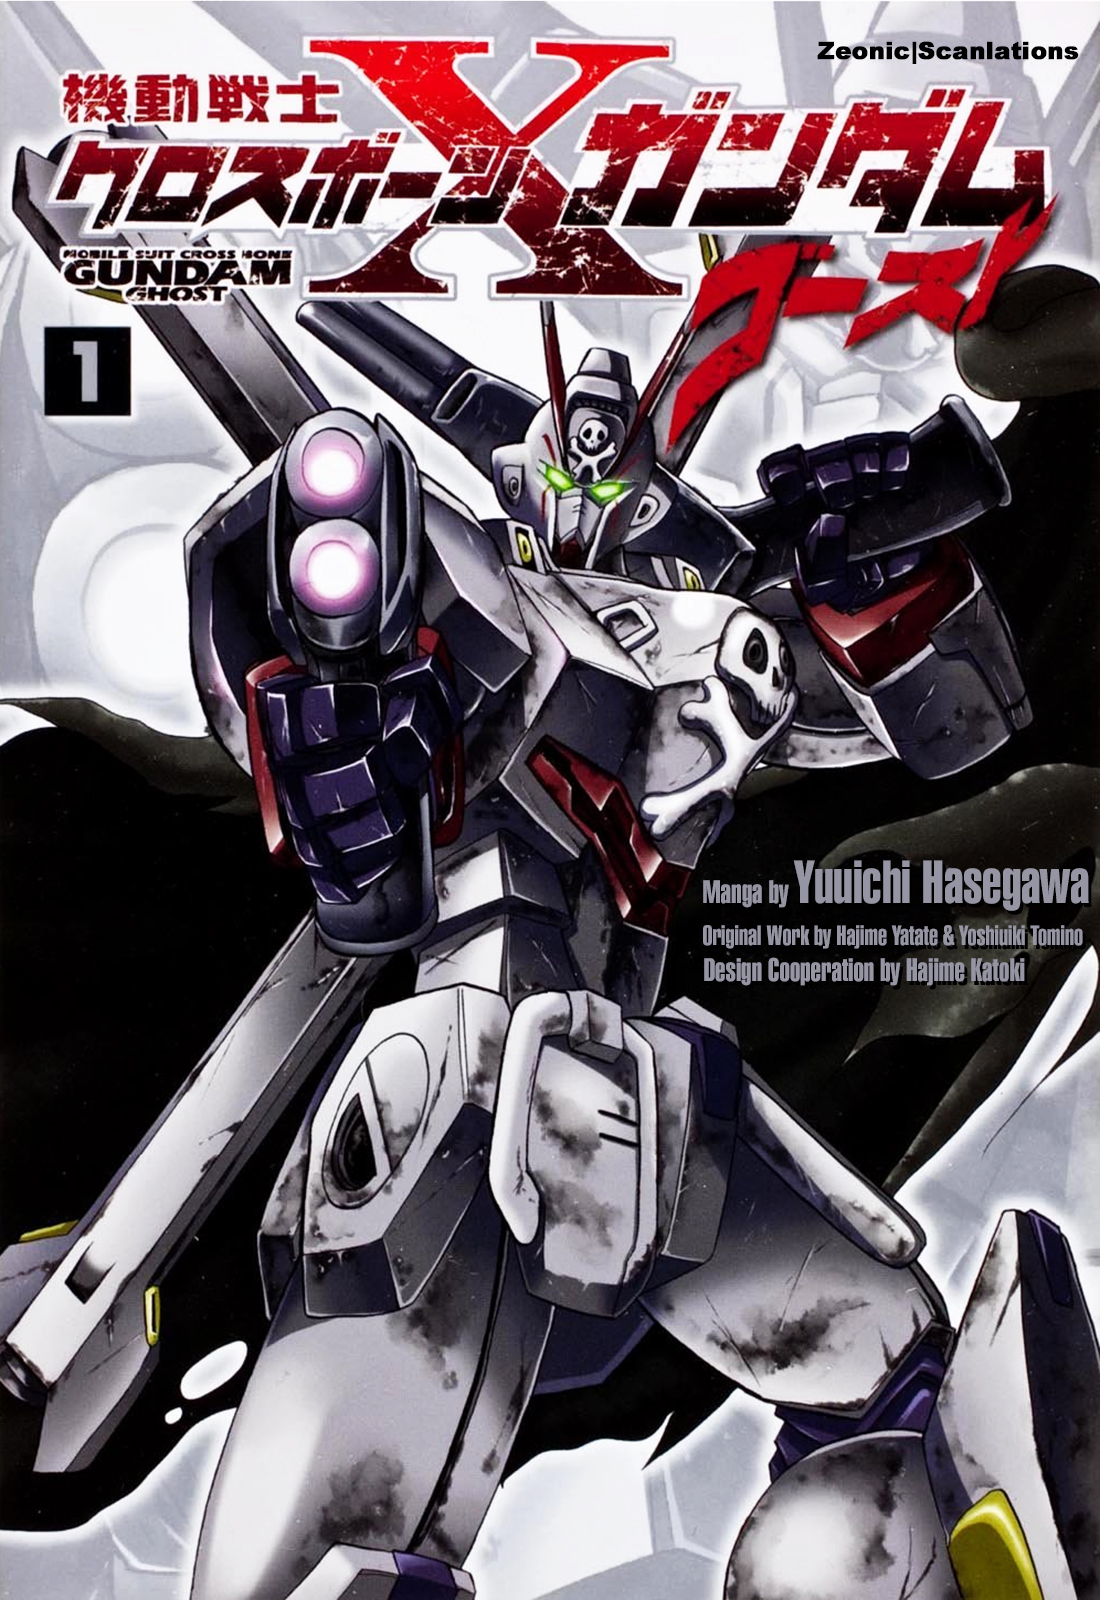 Zeonic|Scanlations
機動戦士
クロスボーン X ガンダム
ゴースト
MOBILE SUIT CROSS BONE
GUNDAM
GHOST
1
Manga by Yuuichi Hasegawa
Original Work by Hajime Yatate & Yoshiuiki Tomino
Design Cooperation by Hajime Katoki